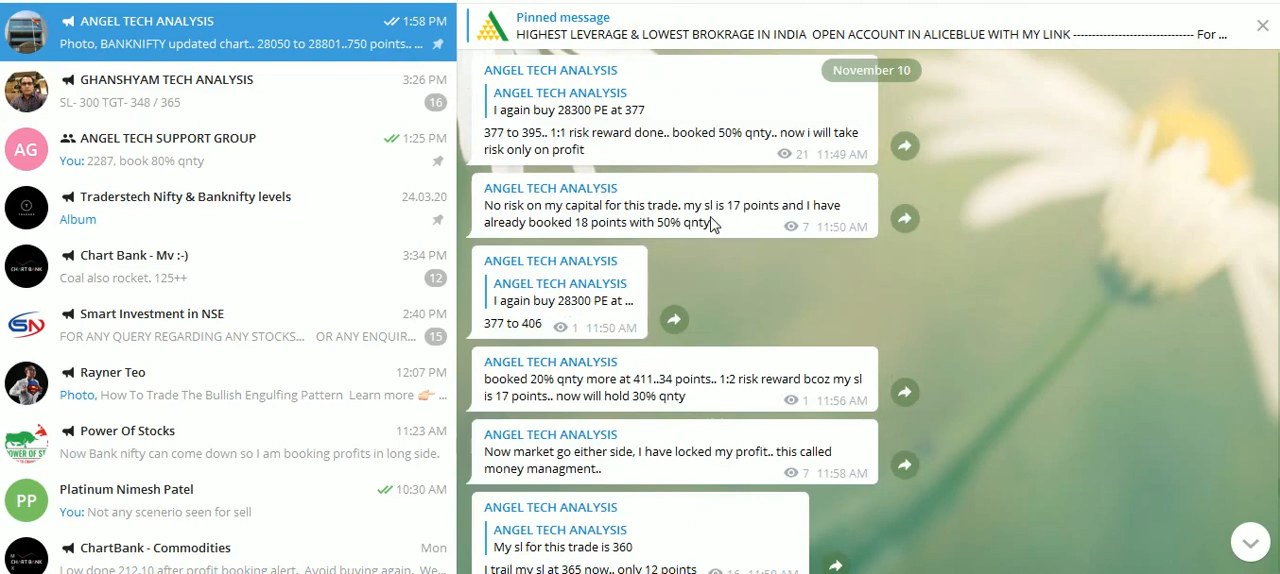 ANGEL TECH ANALYSIS
1:58 PM
Photo, BANKNIFTY updated chart.. 28050 to 28801..750 points.. ...
GHANSHYAM TECH ANALYSIS
3:26 PM
SL- 300 TGT- 348 / 365
16
AG
ANGEL TECH SUPPORT GROUP
1:25 PM
You: 2287, book 80% qnty
Traderstech Nifty & Banknifty levels
24.03.20
Album
CHART BANK
Chart Bank - Mv :-)
3:34 PM
Coal also rocket. 125++
12
SN
Smart Investment in NSE
2:40 PM
FOR ANY QUERY REGARDING ANY STOCKS... OR ANY ENQUIR...
15
Rayner Teo
12:07 PM
Photo, How To Trade The Bullish Engulfing Pattern Learn more 👉🏻 ...
Power Of Stocks
11:23 AM
Now Bank nifty can come down so I am booking profits in long side.
PP
Platinum Nimesh Patel
10:30 AM
You: Not any scenerio seen for sell
CHART BANK
ChartBank - Commodities
Mon
Low done 212.10 after profit booking alert. Avoid buying again. We...
Pinned message
HIGHEST LEVERAGE & LOWEST BROKRAGE IN INDIA OPEN ACCOUNT IN ALICEBLUE WITH MY LINK ------------------------------ For ...
November 10
ANGEL TECH ANALYSIS
ANGEL TECH ANALYSIS
I again buy 28300 PE at 377
377 to 395.. 1:1 risk reward done.. booked 50% qnty.. now i will take
risk only on profit
21 11:49 AM
ANGEL TECH ANALYSIS
No risk on my capital for this trade. my sl is 17 points and I have
already booked 18 points with 50% qnty
7 11:50 AM
ANGEL TECH ANALYSIS
ANGEL TECH ANALYSIS
I again buy 28300 PE at ...
377 to 406
1 11:50 AM
ANGEL TECH ANALYSIS
booked 20% qnty more at 411..34 points.. 1:2 risk reward bcoz my sl
is 17 points.. now will hold 30% qnty
1 11:56 AM
ANGEL TECH ANALYSIS
Now market go either side, I have locked my profit.. this called
money managment..
7 11:58 AM
ANGEL TECH ANALYSIS
ANGEL TECH ANALYSIS
My sl for this trade is 360
I trail my sl at 365 now.. only 12 points